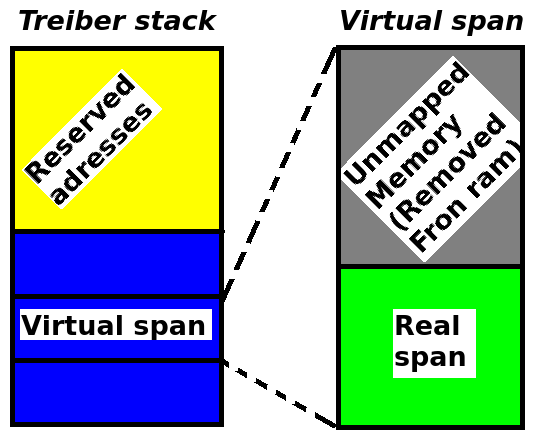 Treiber stack
Virtual span
Reserved
adresses
Unmapped
Memory
(Removed
Fron ram)
Virtual span
Real
span